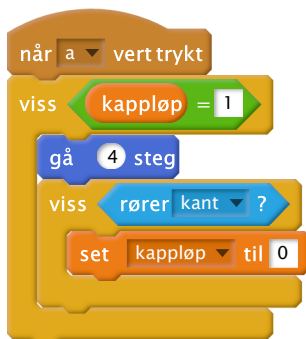 når a vert trykt
viss kappløp = 1
gå 4 steg
viss rører kant ?
set kappløp til 0